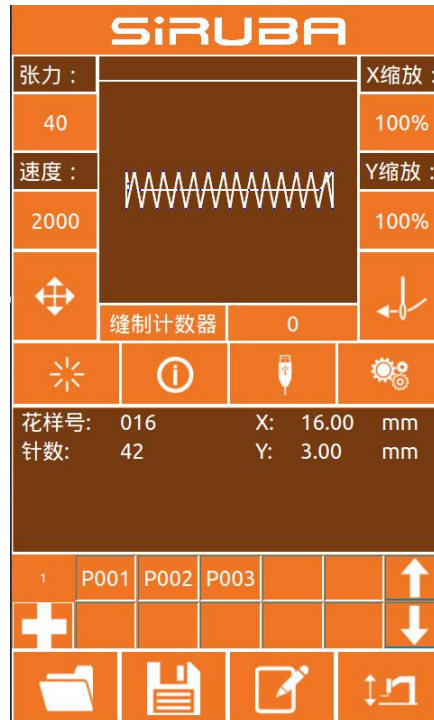 SiRUBA
张力：
X缩放：
40
100%
速度：
Y缩放：
2000
100%
缝制计数器 0
花样号: 016 X: 16.00 mm
针数: 42 Y: 3.00 mm
1 P001 P002 P003